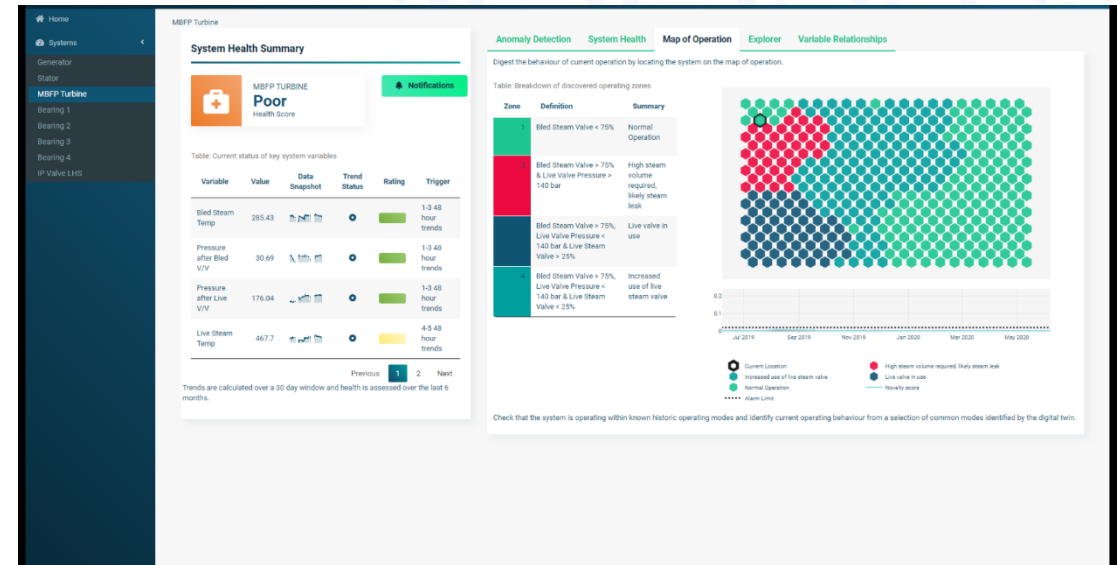 Home
MBFP Turbine
Systems
Generator
Stator
MBFP Turbine
Bearing 1
Bearing 2
Bearing 3
Bearing 4
IP Valve LHS
System Health Summary
MBFP TURBINE
Poor
Health Score
Notifications
Table: Current status of key system variables
Variable Value Data Snapshot Trend Status Rating Trigger
Bled Steam Temp 285.43 1-3 48 hour trends
Pressure after Bled V/V 30.69 1-3 48 hour trends
Pressure after Live V/V 176.04 1-3 48 hour trends
Live Steam Temp 467.7 4-5 48 hour trends
Previous 1 2 Next
Trends are calculated over a 30 day window and health is assessed over the last 6
months.
Anomaly Detection System Health Map of Operation Explorer Variable Relationships
Digest the behaviour of current operation by locating the system on the map of operation.
Table: Breakdown of discovered operating zones
Zone Definition Summary
1 Bled Steam Valve < 75% Normal Operation
Bled Steam Valve > 75% & Live Valve Pressure > 140 bar High steam volume required, likely steam leak
Bled Steam Valve > 75%, Live Valve Pressure < 140 bar & Live Steam Valve > 25% Live valve in use
4 Bled Steam Valve > 75%, Live Valve Pressure < 140 bar & Live Steam Valve < 25% Increased use of live steam valve
0.2
0.1
0
Jul 2019 Sep 2019 Nov 2019 Jan 2020 Mar 2020 May 2020
Current Location High steam volume required, likely steam leak
Increased use of live steam valve Live valve in use
Normal Operation Novelty score
Alarm Limit
Check that the system is operating within known historic operating modes and identify current operating behaviour from a selection of common modes identified by the digital twin.